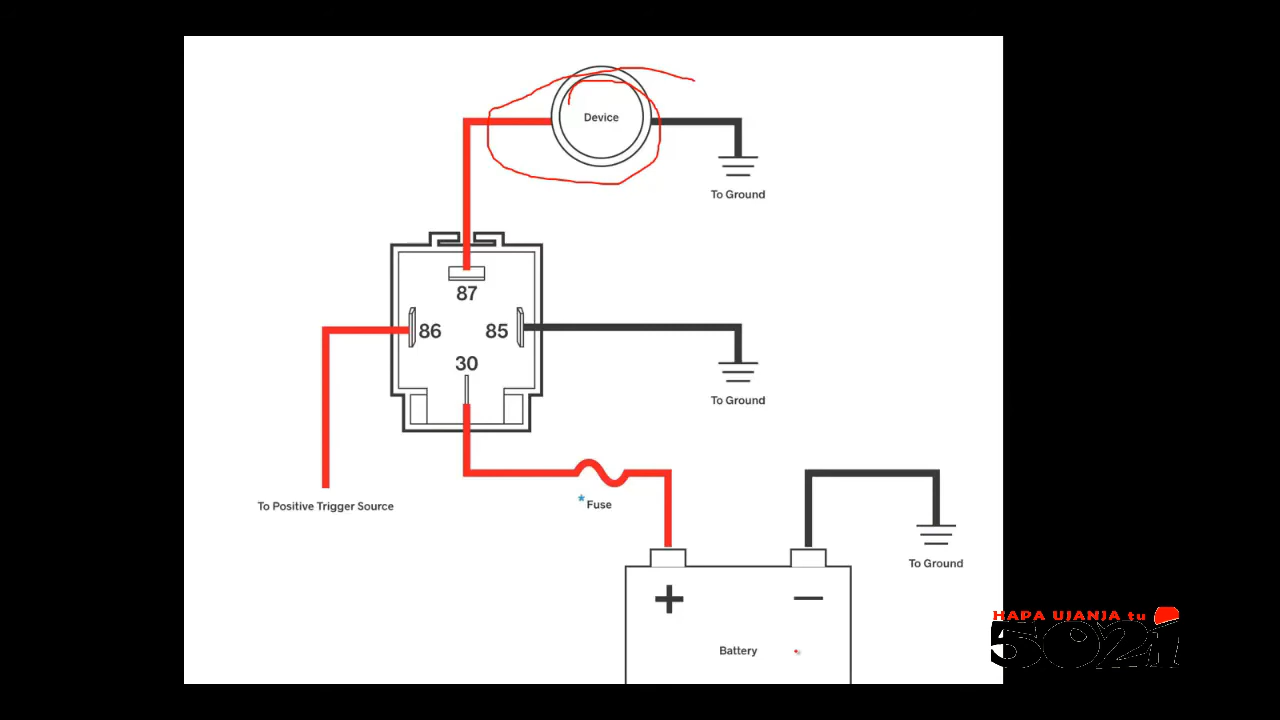 Device
To Ground
87
86
85
30
To Ground
To Positive Trigger Source
* Fuse
To Ground
+
—
Battery
HAPA UJANJA tu
5021